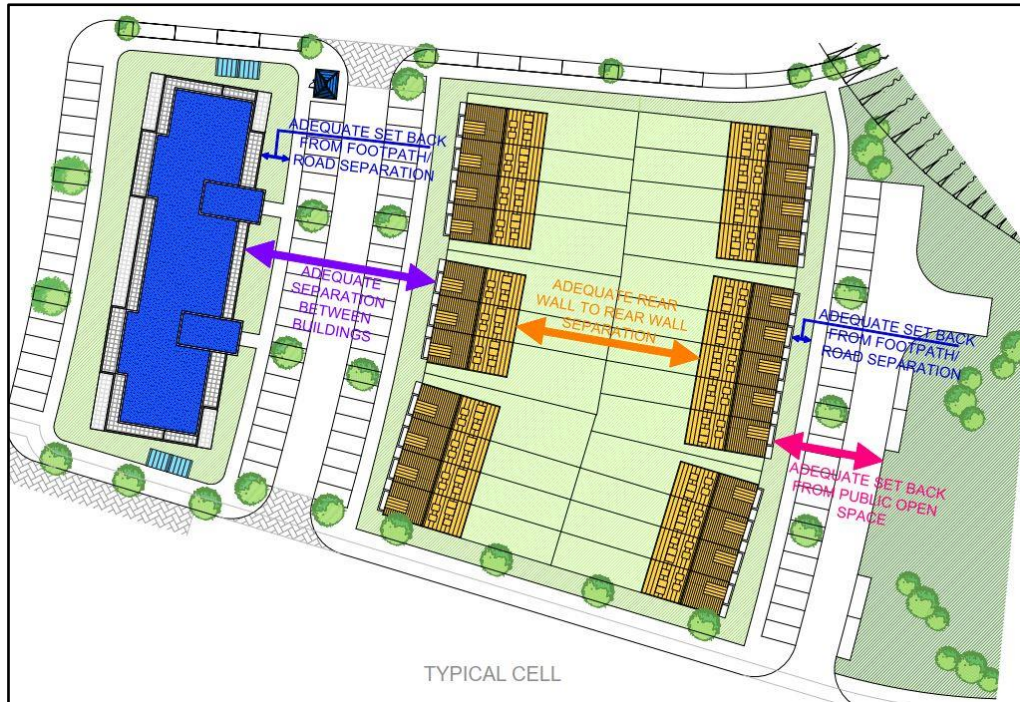 ADEQUATE SET BACK
FROM FOOTPATH/
ROAD SEPARATION
ADEQUATE
SEPARATION
BETWEEN
BUILDINGS
ADEQUATE REAR
WALL TO REAR WALL
SEPARATION
ADEQUATE SET BACK
FROM FOOTPATH/
ROAD SEPARATION
ADEQUATE SET BACK
FROM PUBLIC OPEN
SPACE
TYPICAL CELL